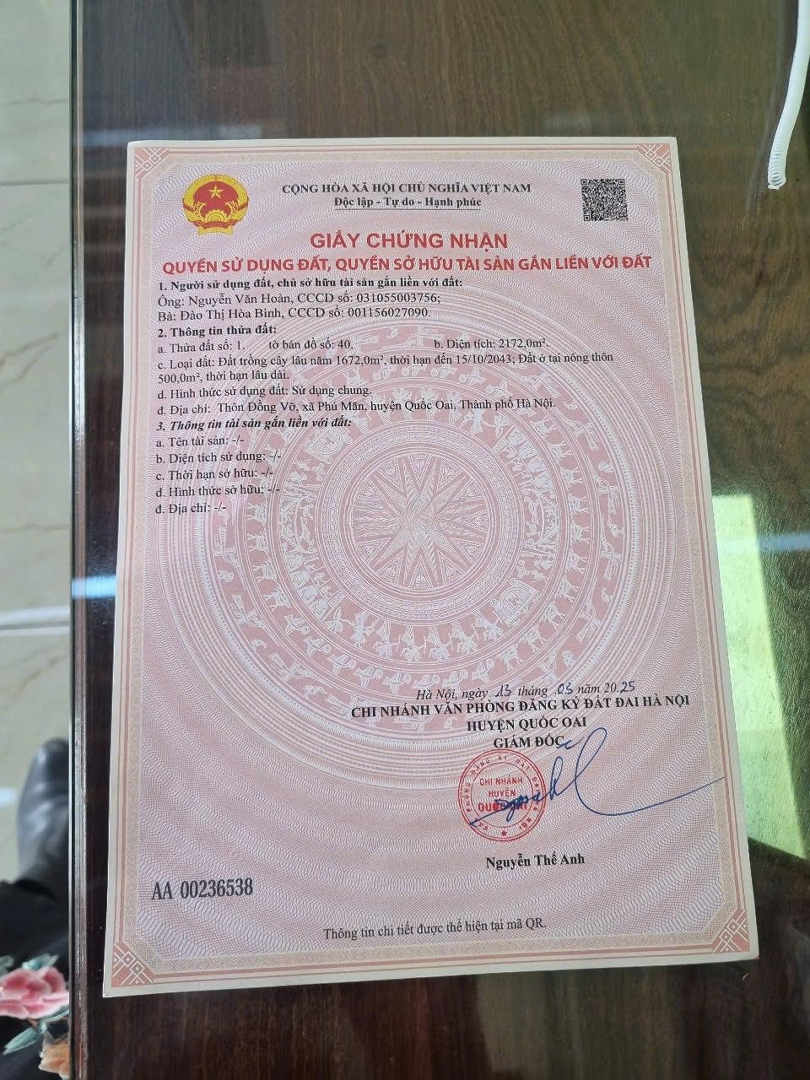 CỘNG HÒA XÃ HỘI CHỦ NGHĨA VIỆT NAM
Độc lập - Tự do - Hạnh phúc
GIẤY CHỨNG NHẬN
QUYỀN SỬ DỤNG ĐẤT, QUYỀN SỞ HỮU TÀI SẢN GẮN LIỀN VỚI ĐẤT
1. Người sử dụng đất, chủ sở hữu tài sản gắn liền với đất:
Ông: Nguyễn Văn Hoàn, CCCD số: 031055003756;
Bà: Đào Thị Hòa Bình, CCCD số: 001156027090.
2. Thông tin thửa đất:
a. Thửa đất số: 1, tờ bản đồ số: 40. b. Diện tích: 2172,0m².
c. Loại đất: Đất trồng cây lâu năm 1672,0m², thời hạn đến 15/10/2043; Đất ở tại nông thôn
500,0m², thời hạn lâu dài.
d. Hình thức sử dụng đất: Sử dụng chung.
đ. Địa chỉ: Thôn Đồng Vỡ, xã Phú Mãn, huyện Quốc Oai, Thành phố Hà Nội.
3. Thông tin tài sản gắn liền với đất:
a. Tên tài sản: -/-
b. Diện tích sử dụng: -/-
c. Thời hạn sở hữu: -/-
d. Hình thức sở hữu: -/-
đ. Địa chỉ: -/-
Hà Nội, ngày 13 tháng 03 năm 2025
CHI NHÁNH VĂN PHÒNG ĐĂNG KÝ ĐẤT ĐAI HÀ NỘI
HUYỆN QUỐC OAI
GIÁM ĐỐC
CHI NHÁNH
HUYỆN
QUỐC OAI
Nguyễn Thế Anh
AA 00236538
Thông tin chi tiết được thể hiện tại mã QR.